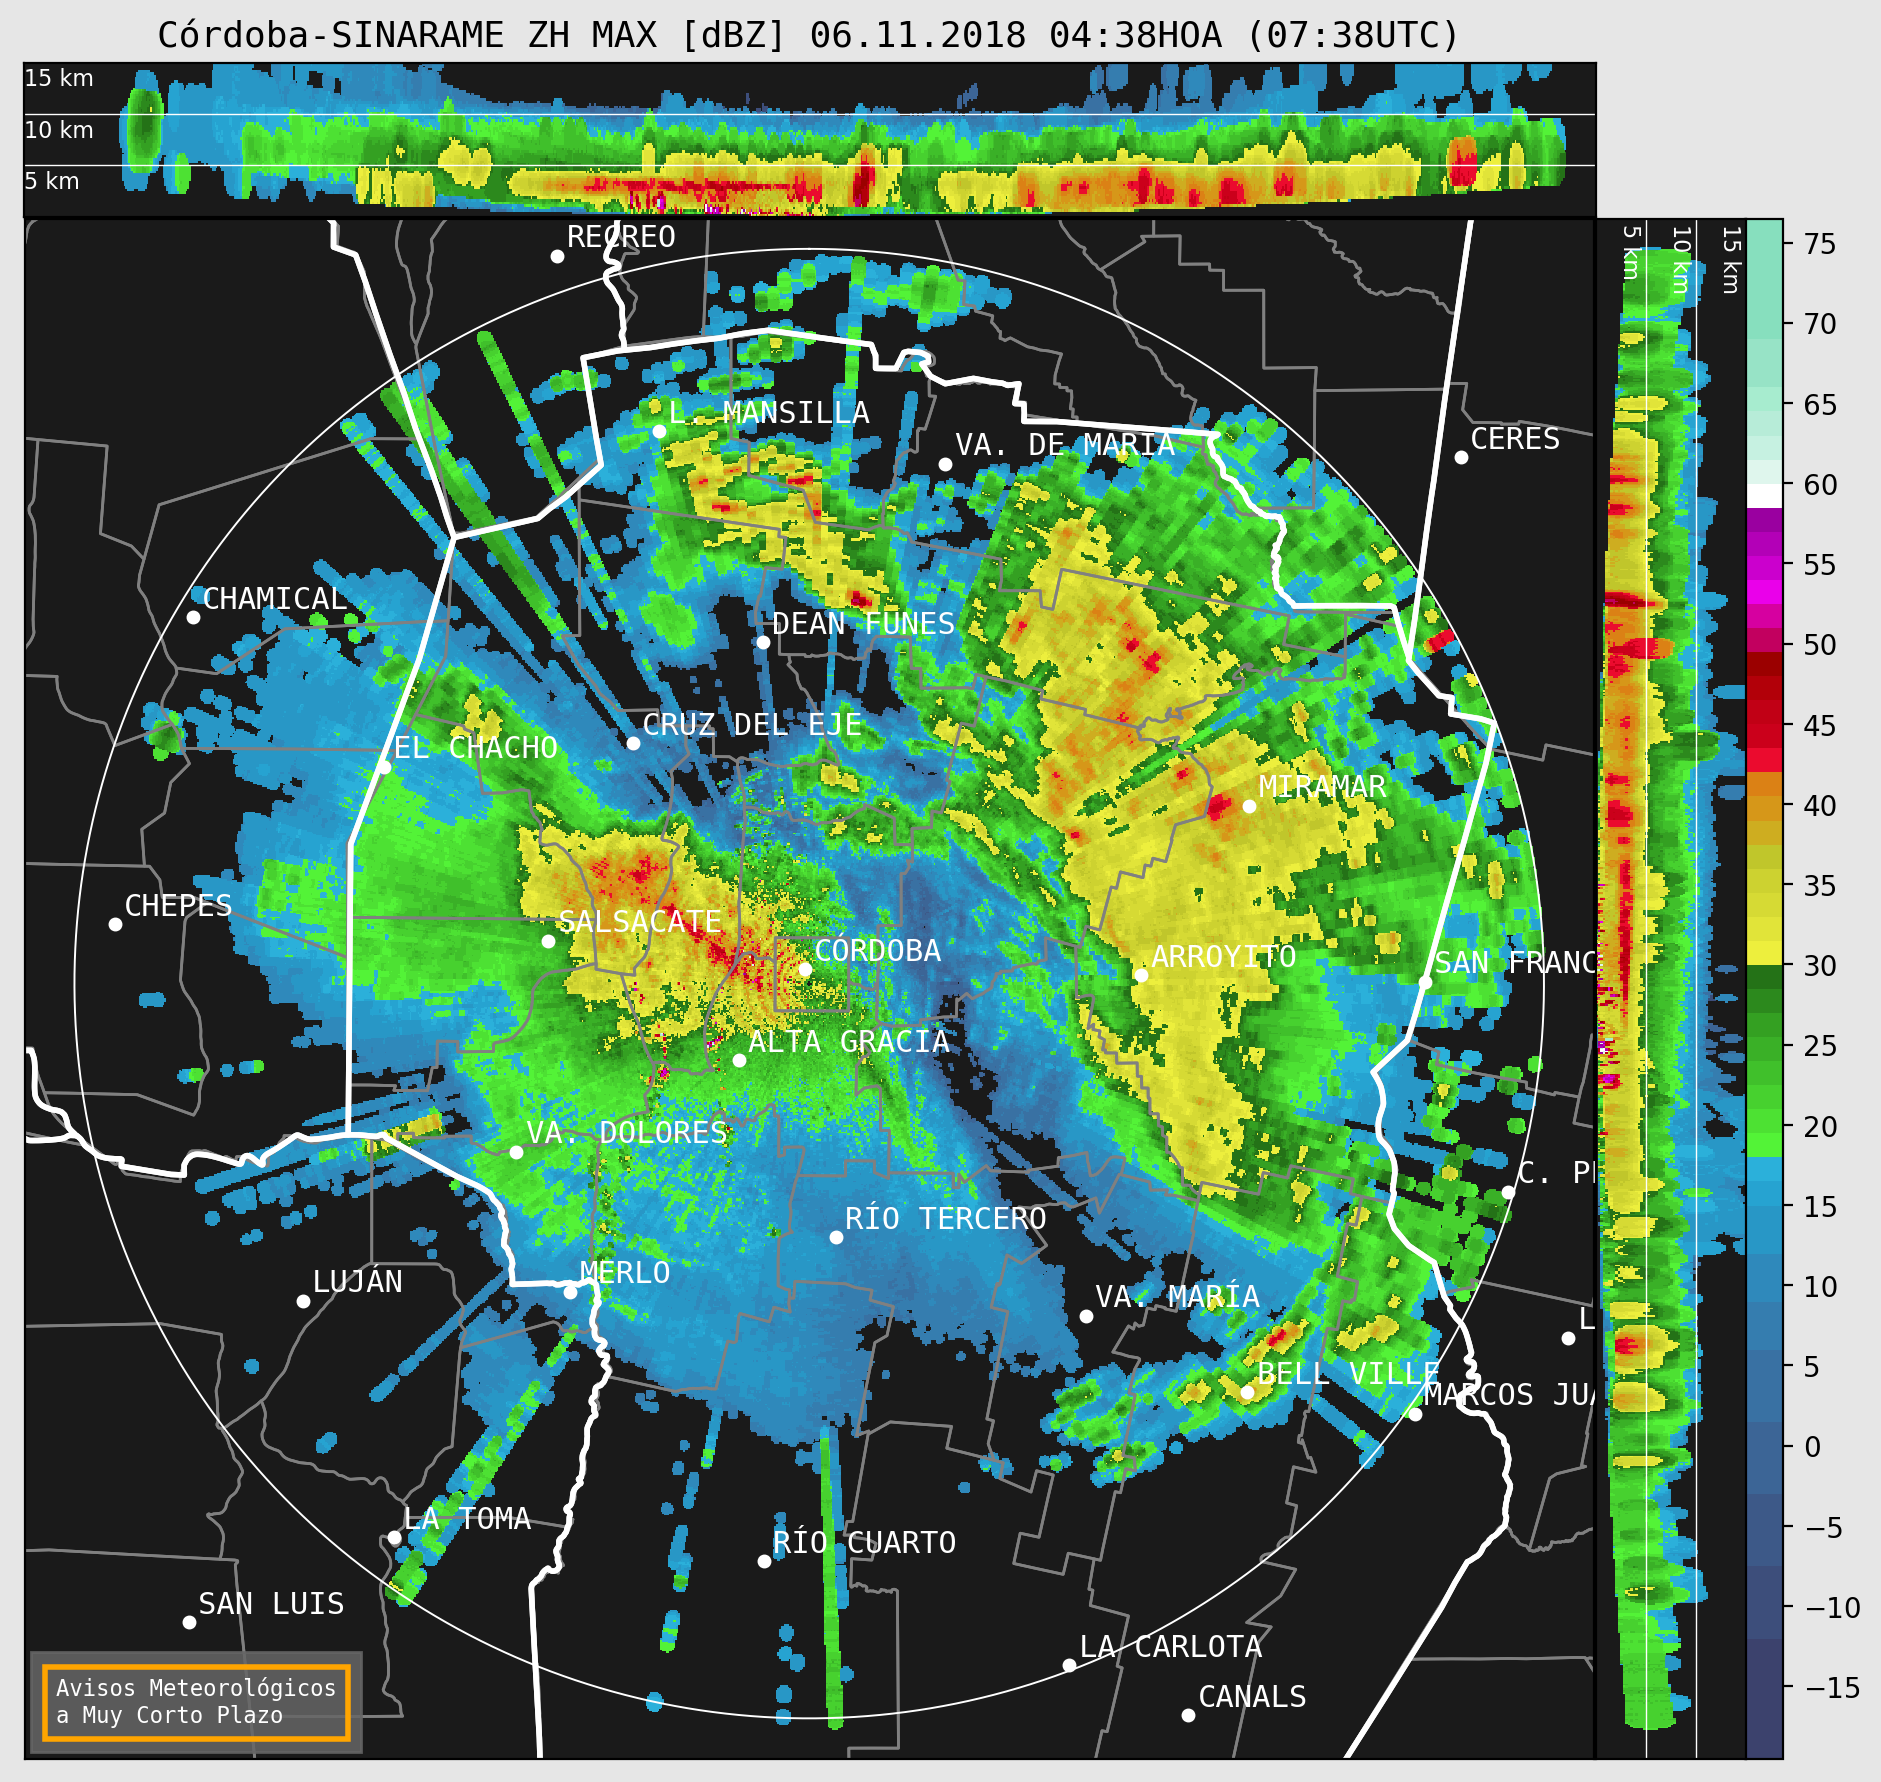 Córdoba-SINARAME ZH MAX [dBZ] 06.11.2018 04:38HOA (07:38UTC)
15 km
10 km
5 km
5 km
10 km
15 km
RECREO
L. MANSILLA
VA. DE MARIA
CERES
CHAMICAL
DEAN FUNES
CRUZ DEL EJE
EL CHACHO
MIRAMAR
CHEPES
SALSACATE
CÓRDOBA
ARROYITO
SAN FRANC
ALTA GRACIA
VA. DOLORES
C. PE
RÍO TERCERO
LUJÁN
MERLO
VA. MARÍA
L
BELL VILLE
MARCOS JUA
LA TOMA
RÍO CUARTO
SAN LUIS
LA CARLOTA
CANALS
Avisos Meteorológicos
a Muy Corto Plazo
75
70
65
60
55
50
45
40
35
30
25
20
15
10
5
0
−5
−10
−15